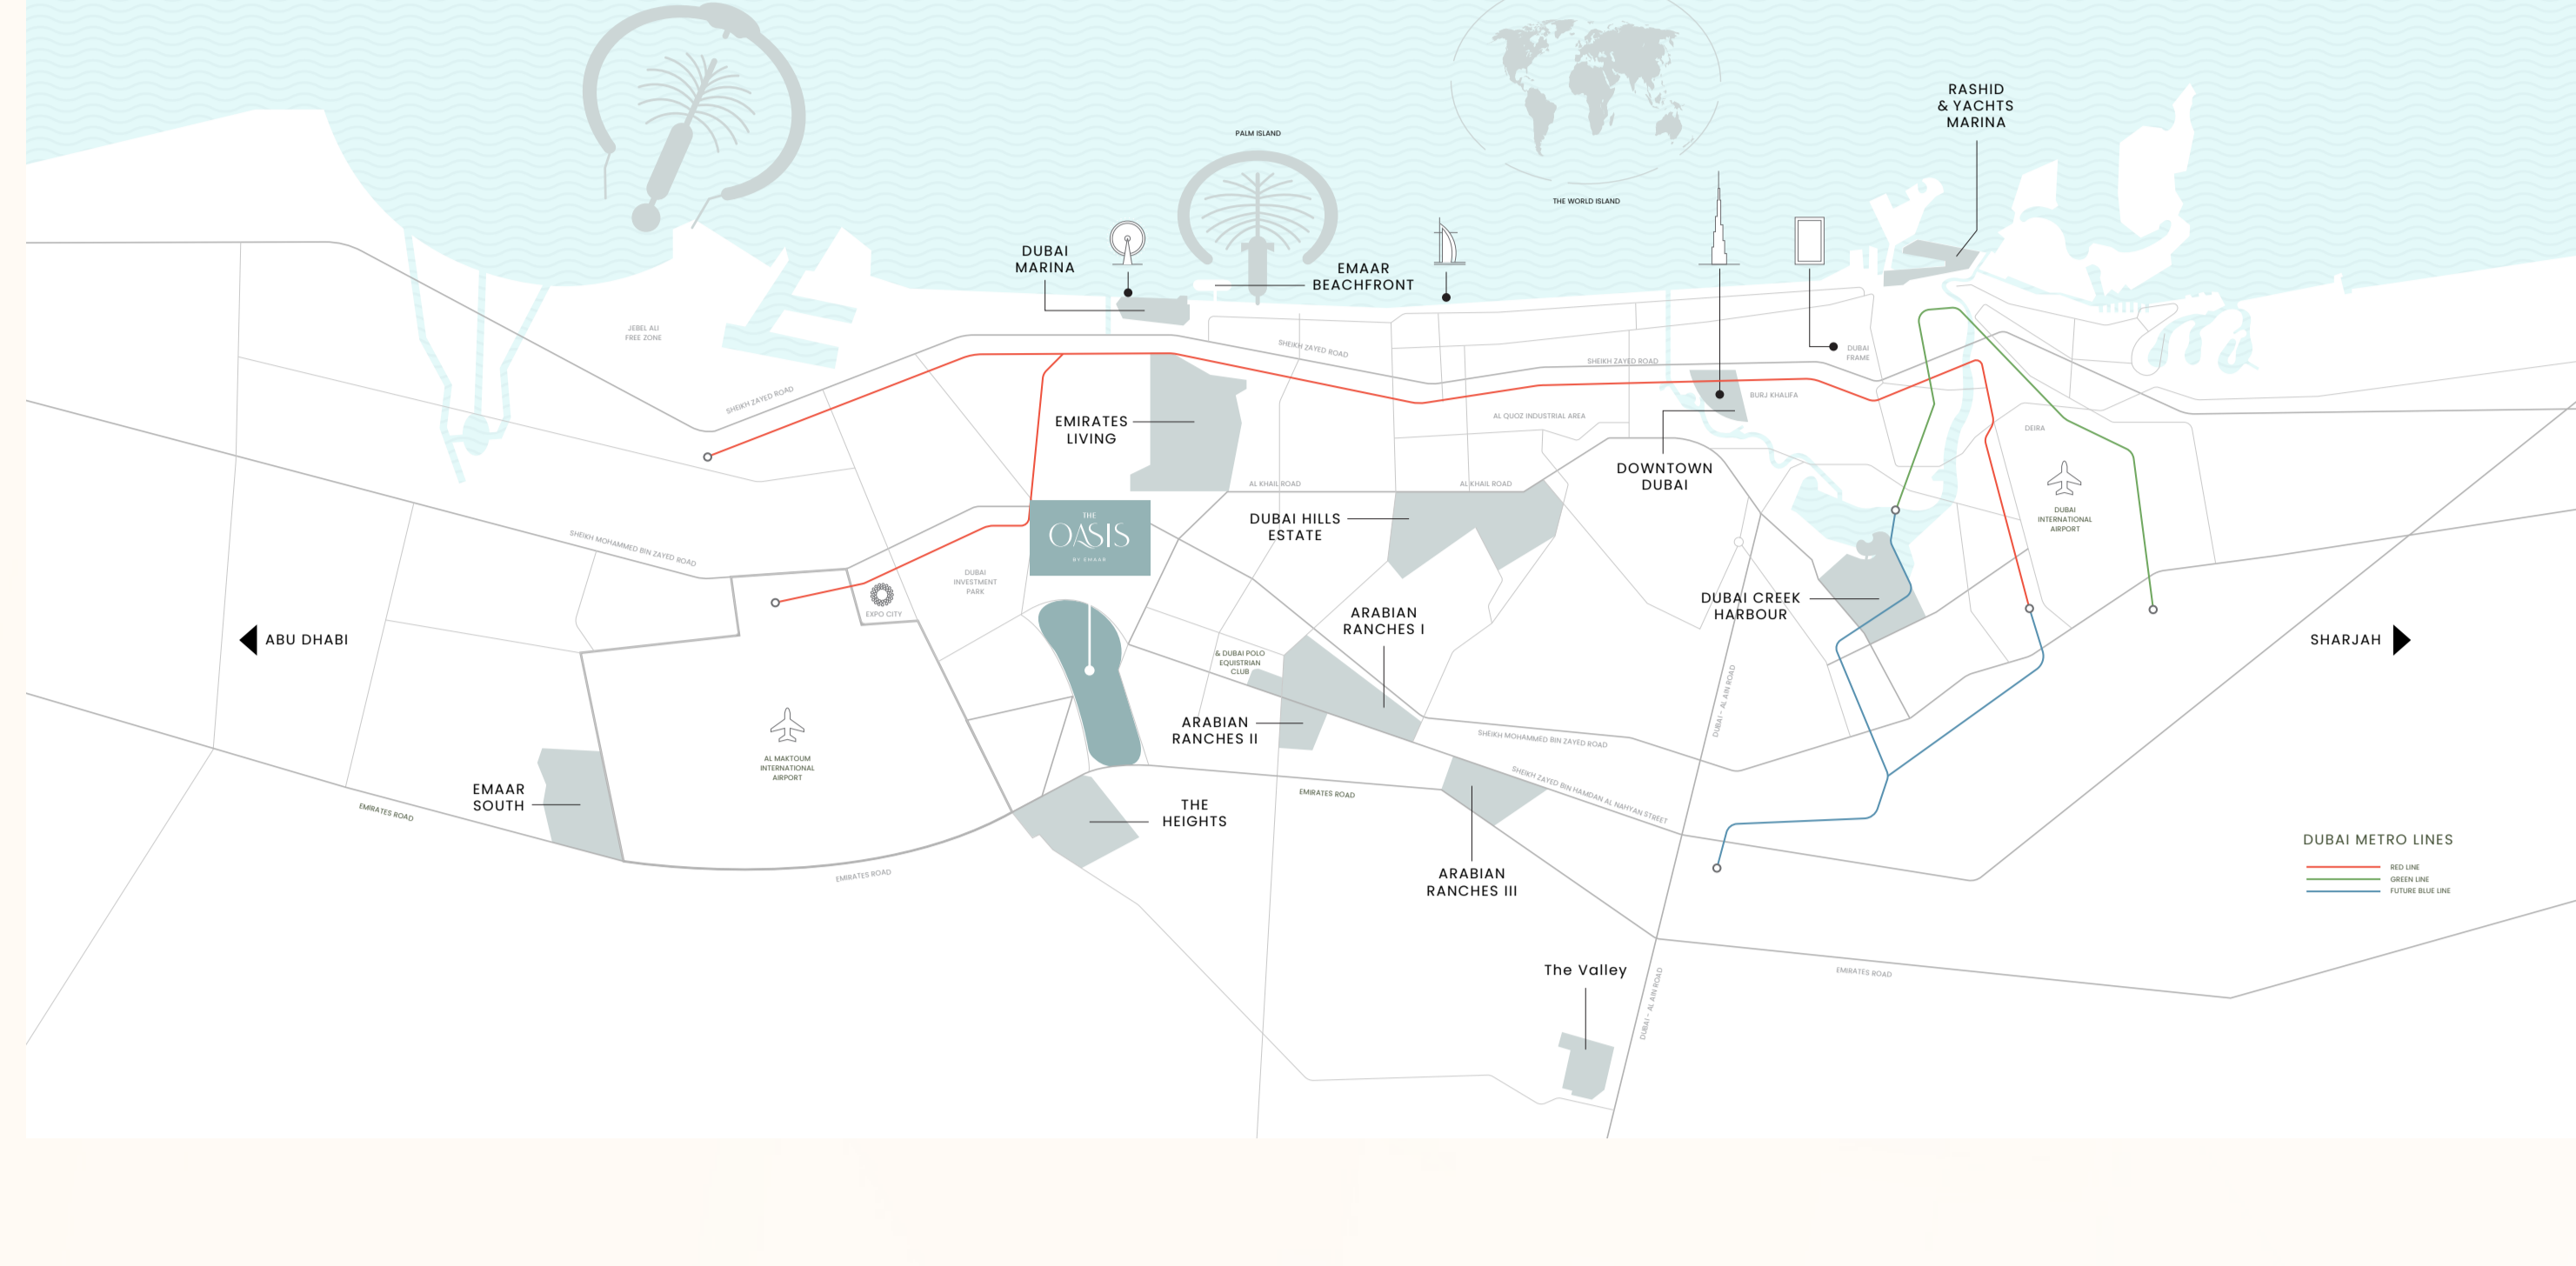 RASHID
& YACHTS
MARINA
PALM ISLAND
THE WORLD ISLAND
DUBAI
MARINA
EMAAR
BEACHFRONT
JEBEL ALI
FREE ZONE
SHEIKH ZAYED ROAD
SHEIKH ZAYED ROAD
SHEIKH ZAYED ROAD
DUBAI
FRAME
BURJ KHALIFA
EMIRATES
LIVING
AL QUOZ INDUSTRIAL AREA
DEIRA
DOWNTOWN
DUBAI
AL KHAIL ROAD
AL KHAIL ROAD
DUBAI HILLS
ESTATE
DUBAI
INTERNATIONAL
AIRPORT
THE
OASIS
BY EMAAR
SHEIKH MOHAMMED BIN ZAYED ROAD
DUBAI
INVESTMENT
PARK
EXPO CITY
ABU DHABI
ARABIAN
RANCHES I
DUBAI CREEK
HARBOUR
SHARJAH
& DUBAI POLO
EQUESTRIAN
CLUB
ARABIAN
RANCHES II
DUBAI - AL AIN ROAD
SHEIKH MOHAMMED BIN ZAYED ROAD
AL MAKTOUM
INTERNATIONAL
AIRPORT
EMAAR
SOUTH
EMIRATES ROAD
THE
HEIGHTS
EMIRATES ROAD
SHEIKH ZAYED BIN HAMDAN AL NAHYAN STREET
EMIRATES ROAD
ARABIAN
RANCHES III
DUBAI METRO LINES
RED LINE
GREEN LINE
FUTURE BLUE LINE
The Valley
EMIRATES ROAD
DUBAI - AL AIN ROAD